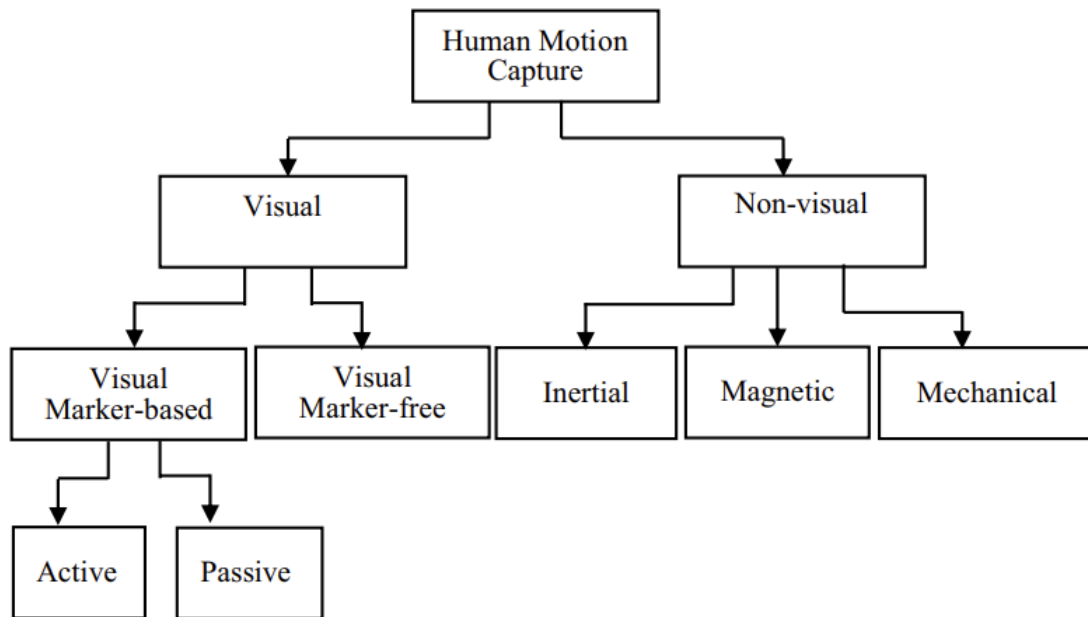 Human Motion
Capture
Visual
Non-visual
Visual
Marker-based
Visual
Marker-free
Inertial
Magnetic
Mechanical
Active
Passive